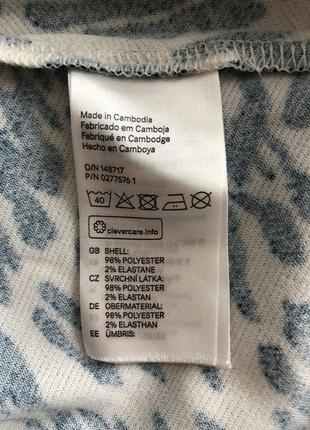 Made in Cambodia
Fabricado em Camboja
Fabriqué en Cambodge
Hecho en Camboya
O/N 148717
P/N 0277576 1
40
clevercare.info
GB SHELL:
98% POLYESTER
2% ELASTANE
CZ SVRCHNÍ LÁTKA:
98% POLYESTER
2% ELASTAN
DE OBERMATERIAL:
98% POLYESTER
2% ELASTHAN
EE ÜMBRIS: